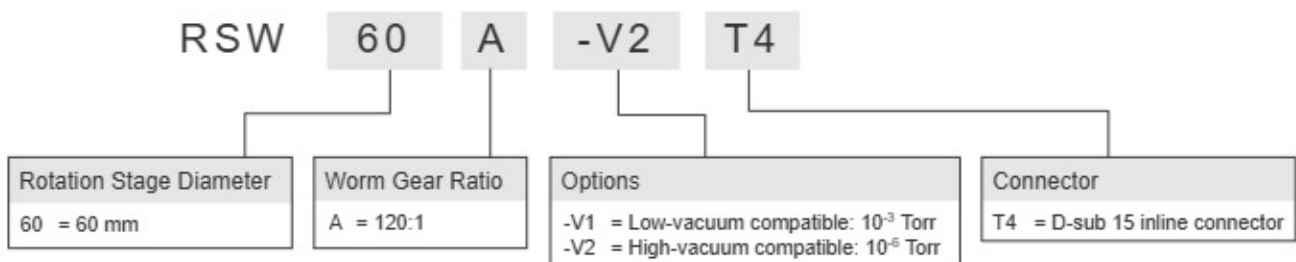 RSW 60 A -V2 T4
Rotation Stage Diameter
60 = 60 mm
Worm Gear Ratio
A = 120:1
Options
-V1 = Low-vacuum compatible: 10⁻³ Torr
-V2 = High-vacuum compatible: 10⁻⁶ Torr
Connector
T4 = D-sub 15 inline connector